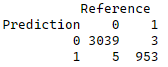 Reference
Prediction 0 1
0 3039 3
1 5 953